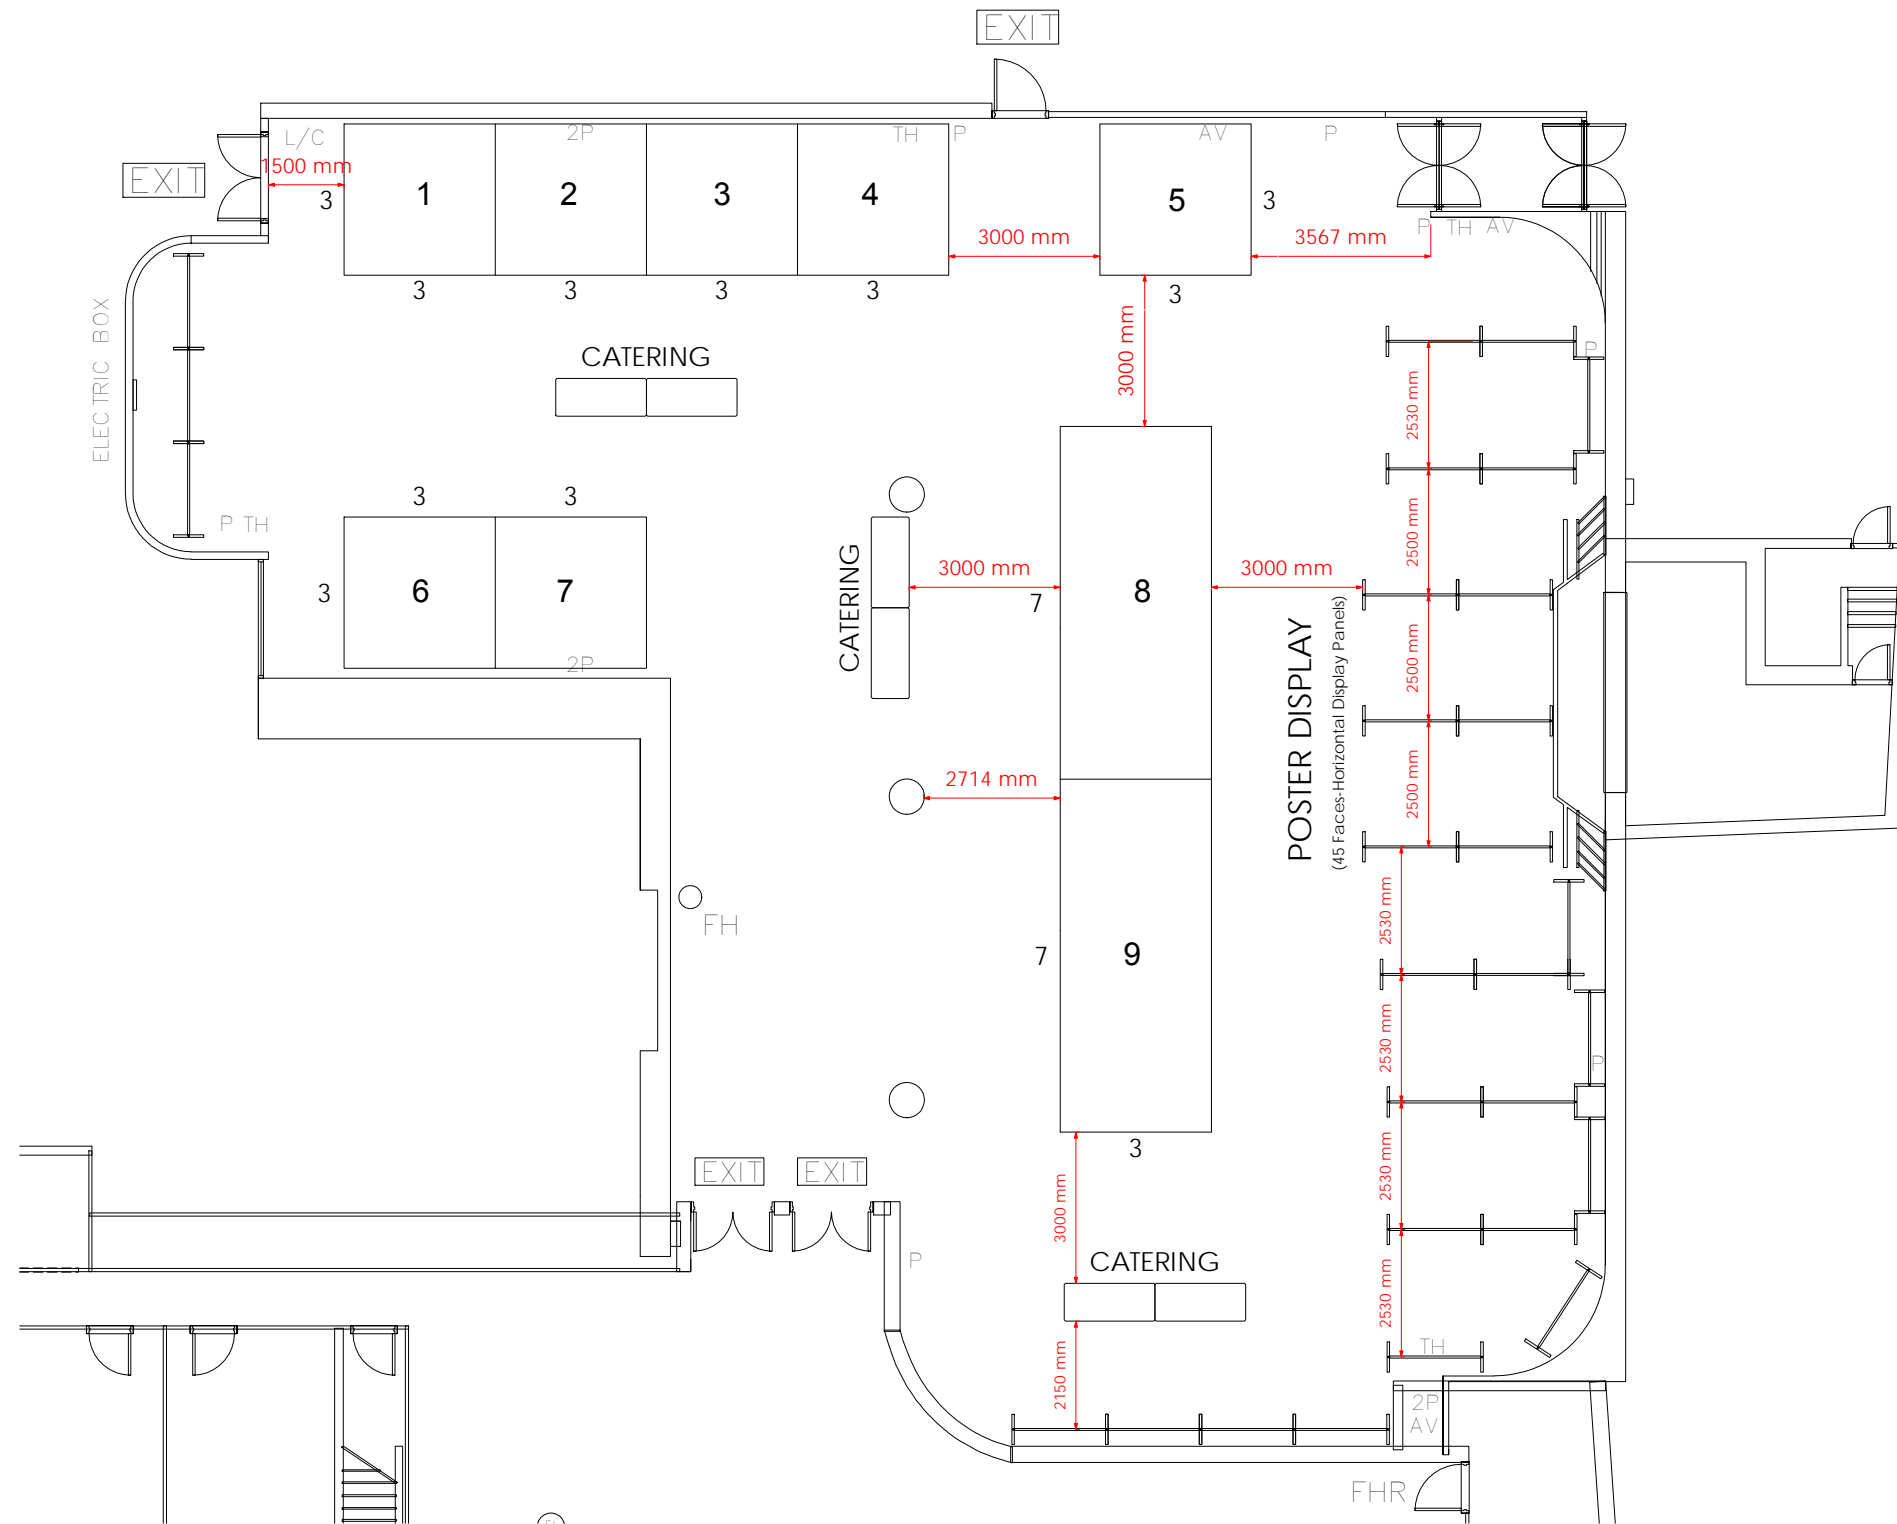 EXIT
L/C
2P
TH
P
AV
P
EXIT
1500 mm
3
1
2
3
4
5
3
P TH AV
3000 mm
3567 mm
3
3
3
3
3
ELECTRIC BOX
3000 mm
CATERING
P
2530 mm
3
3
P TH
2500 mm
CATERING
3000 mm
3000 mm
3
6
7
8
7
2P
POSTER DISPLAY
(45 Faces-Horizontal Display Panels)
2500 mm
2714 mm
2500 mm
FH
2530 mm
7
9
2530 mm
P
3
EXIT
EXIT
3000 mm
2530 mm
P
CATERING
2530 mm
TH
2150 mm
2P
AV
FHR